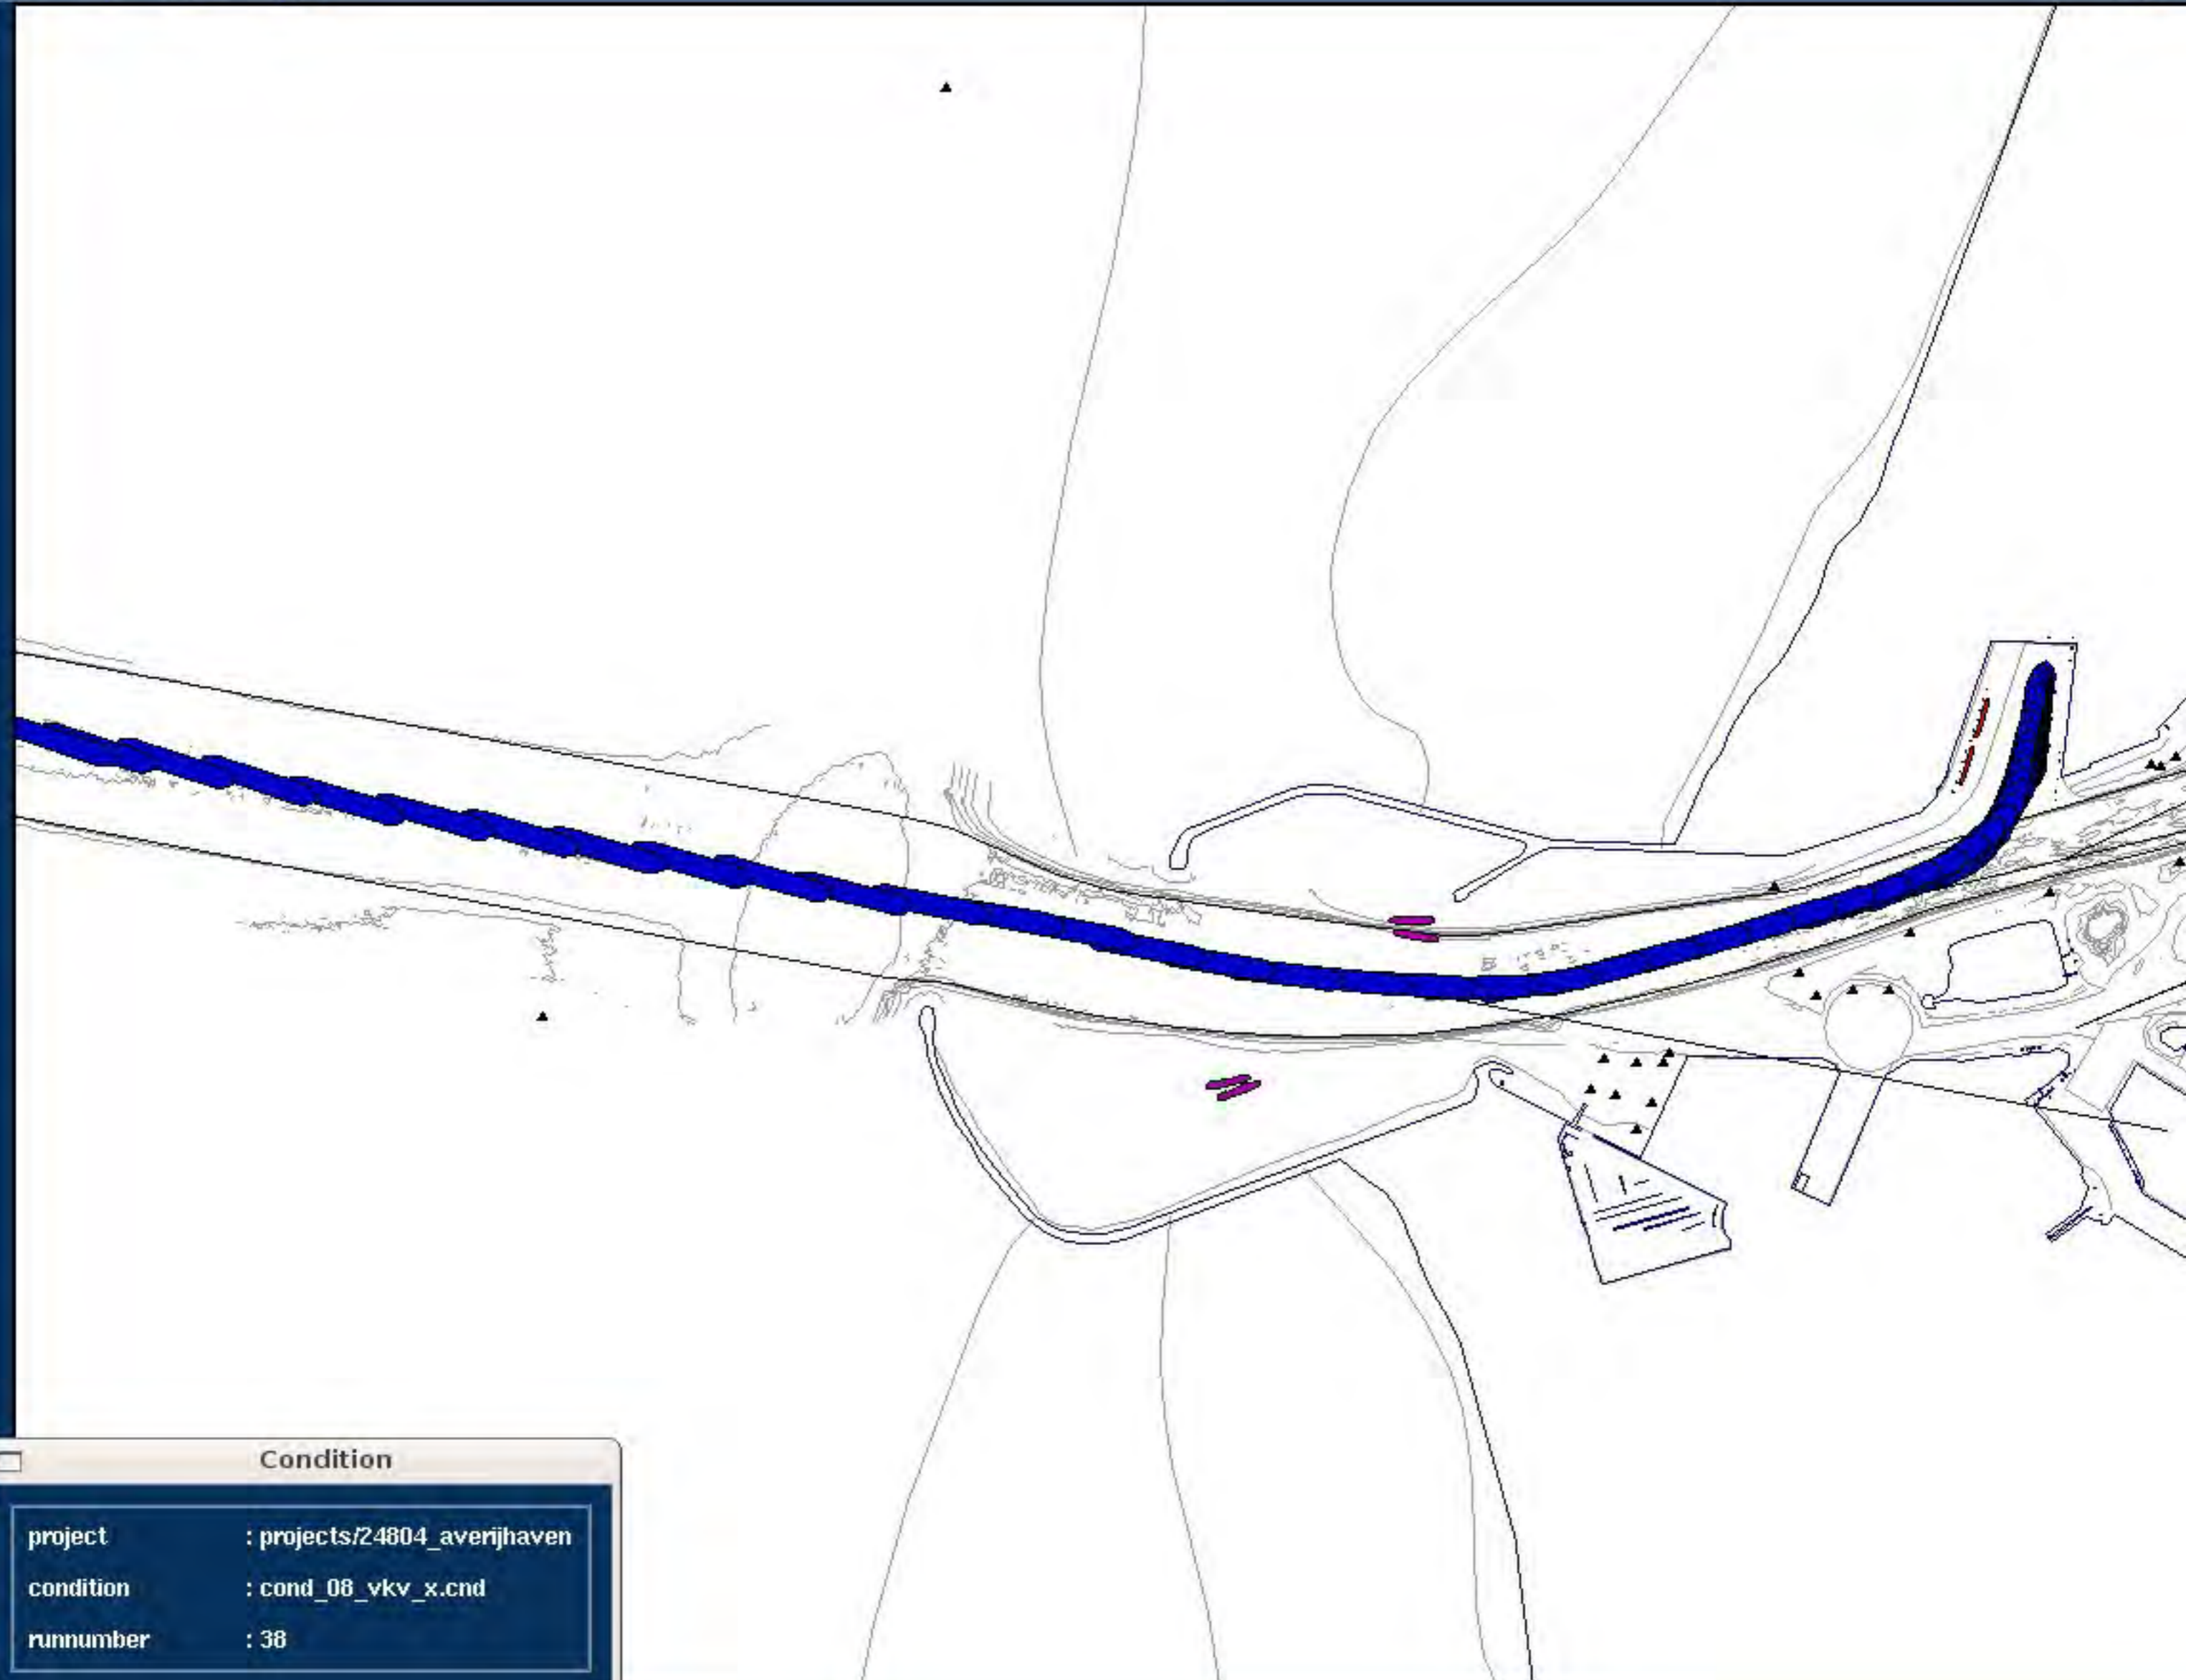 Condition
project : projects/24804_averijhaven
condition : cond_08_vkv_x.cnd
runnumber : 38